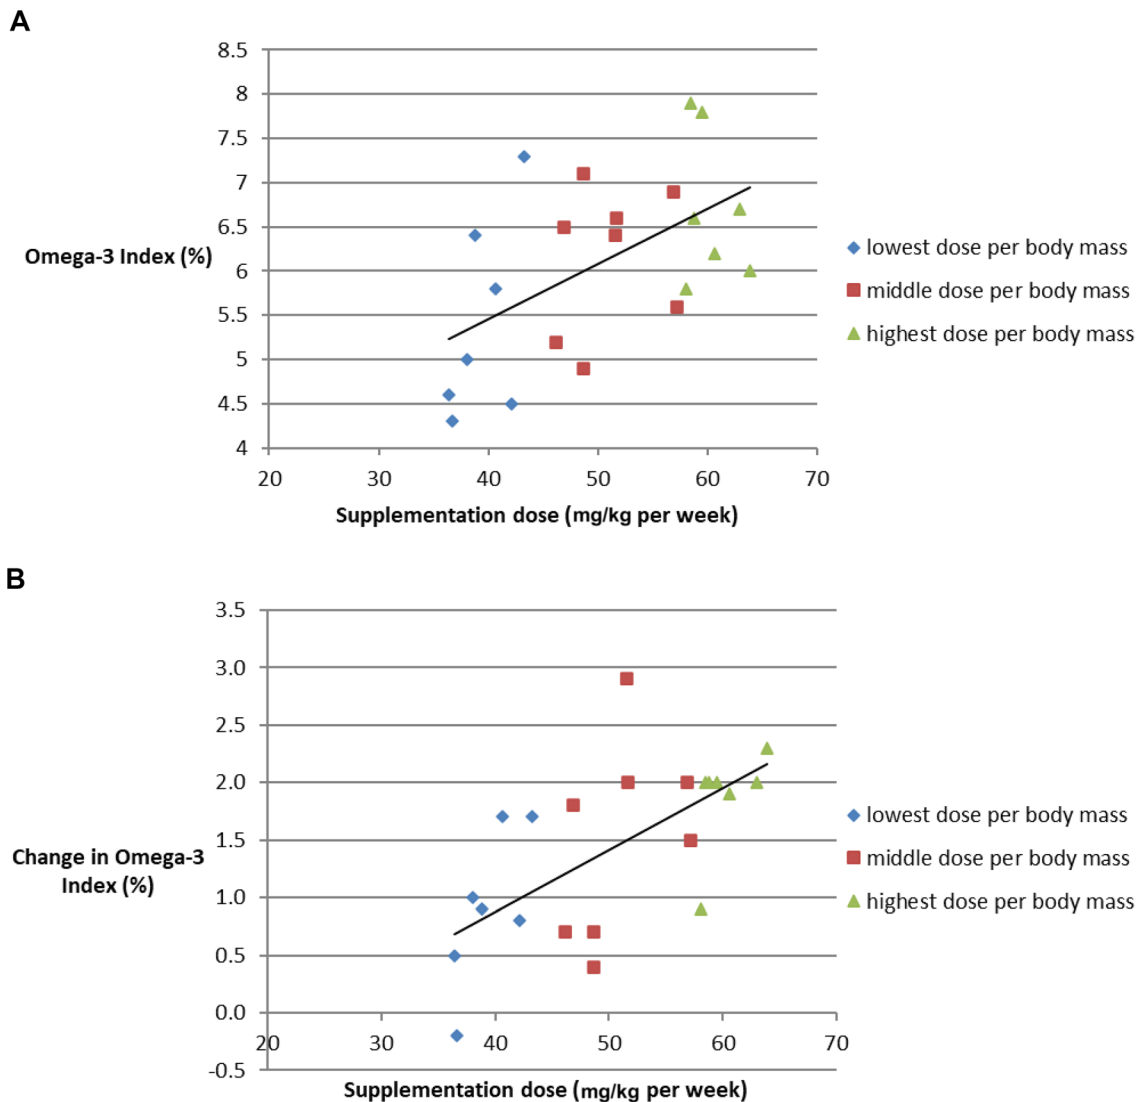 A
8.5
8
7.5
7
6.5
6
5.5
5
4.5
4
Omega-3 Index (%)
20 30 40 50 60 70
Supplementation dose (mg/kg per week)
lowest dose per body mass
middle dose per body mass
highest dose per body mass
B
3.5
3.0
2.5
2.0
1.5
1.0
0.5
0.0
-0.5
Change in Omega-3
Index (%)
20 30 40 50 60 70
Supplementation dose (mg/kg per week)
lowest dose per body mass
middle dose per body mass
highest dose per body mass